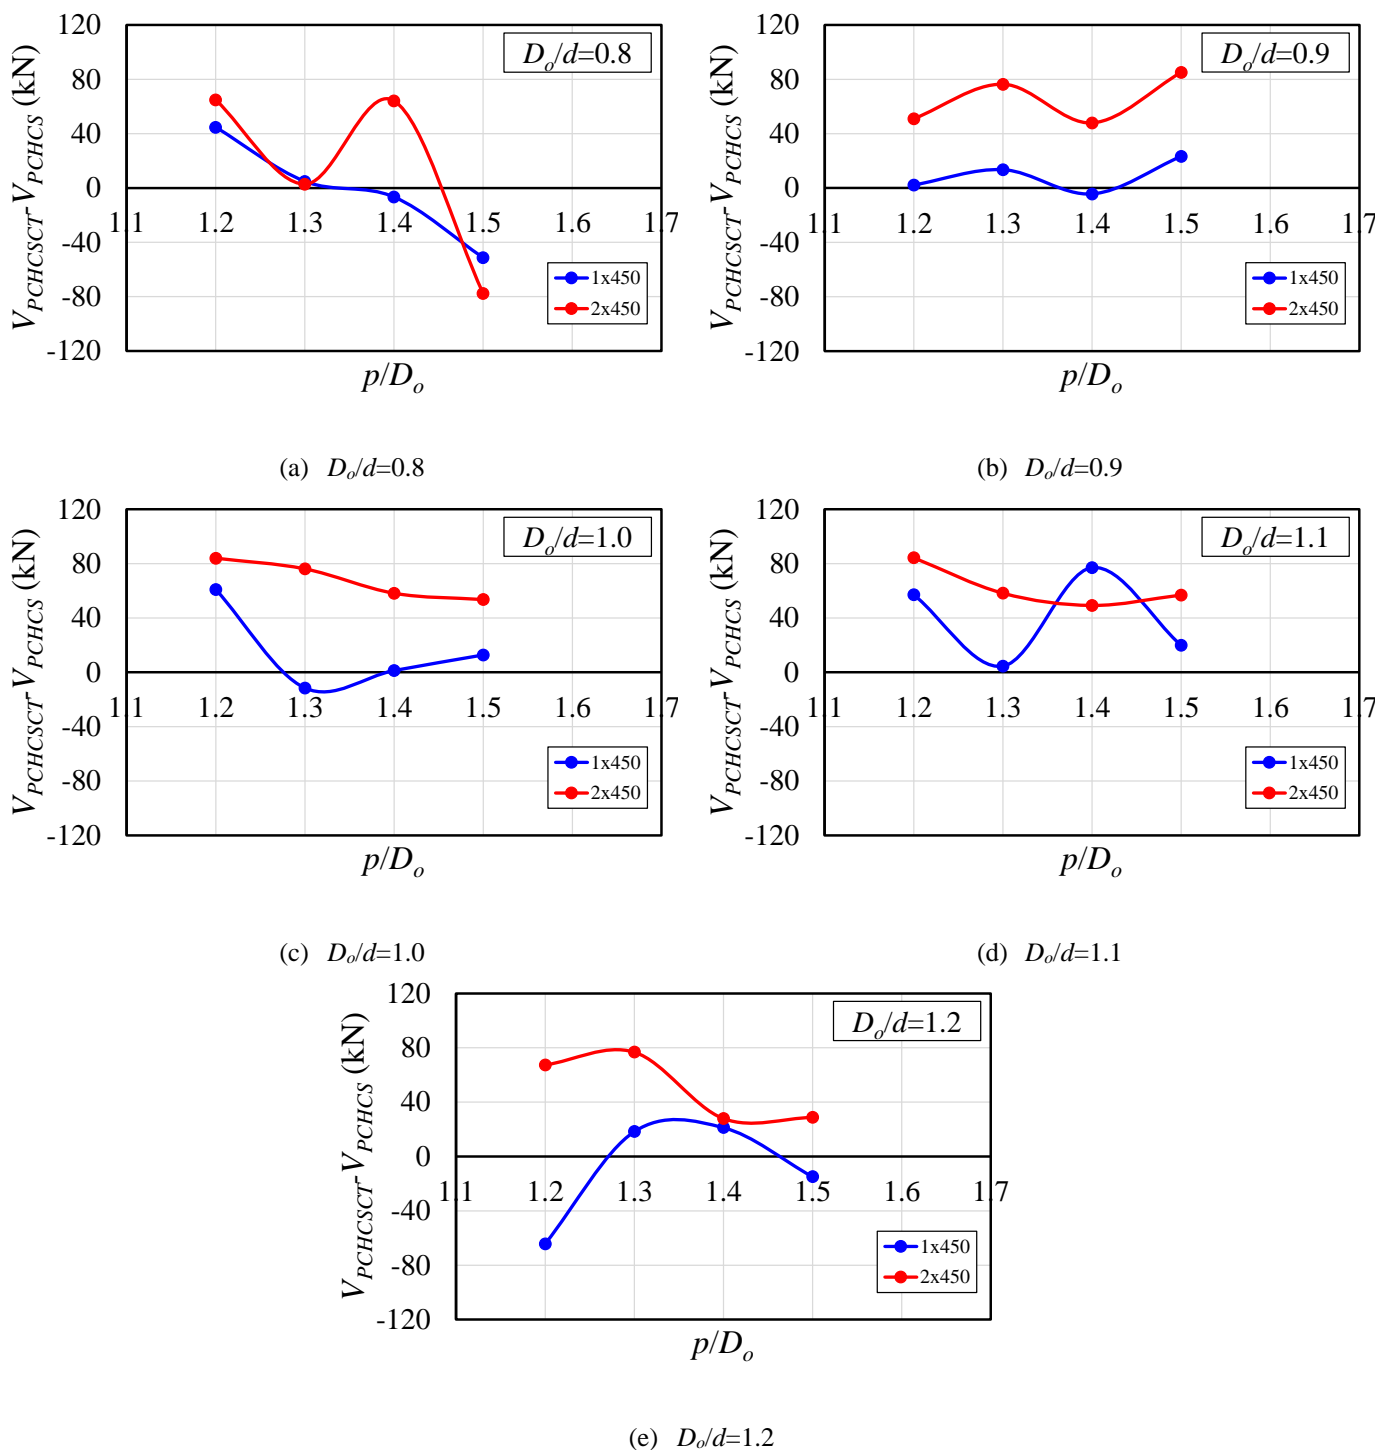 120
80
40
0
-40
-80
-120
V_PCHCSCT-V_PCHCS (kN)
D_o/d=0.8
1.1 1.2 1.3 1.4 1.5 1.6 1.7
1x450
2x450
p/D_o
(a) D_o/d=0.8
120
80
40
0
-40
-80
-120
V_PCHCSCT-V_PCHCS (kN)
D_o/d=0.9
1.1 1.2 1.3 1.4 1.5 1.6 1.7
1x450
2x450
p/D_o
(b) D_o/d=0.9
120
80
40
0
-40
-80
-120
V_PCHCSCT-V_PCHCS (kN)
D_o/d=1.0
1.1 1.2 1.3 1.4 1.5 1.6 1.7
1x450
2x450
p/D_o
(c) D_o/d=1.0
120
80
40
0
-40
-80
-120
V_PCHCSCT-V_PCHCS (kN)
D_o/d=1.1
1.1 1.2 1.3 1.4 1.5 1.6 1.7
1x450
2x450
p/D_o
(d) D_o/d=1.1
120
80
40
0
-40
-80
-120
V_PCHCSCT-V_PCHCS (kN)
D_o/d=1.2
1.1 1.2 1.3 1.4 1.5 1.6 1.7
1x450
2x450
p/D_o
(e) D_o/d=1.2